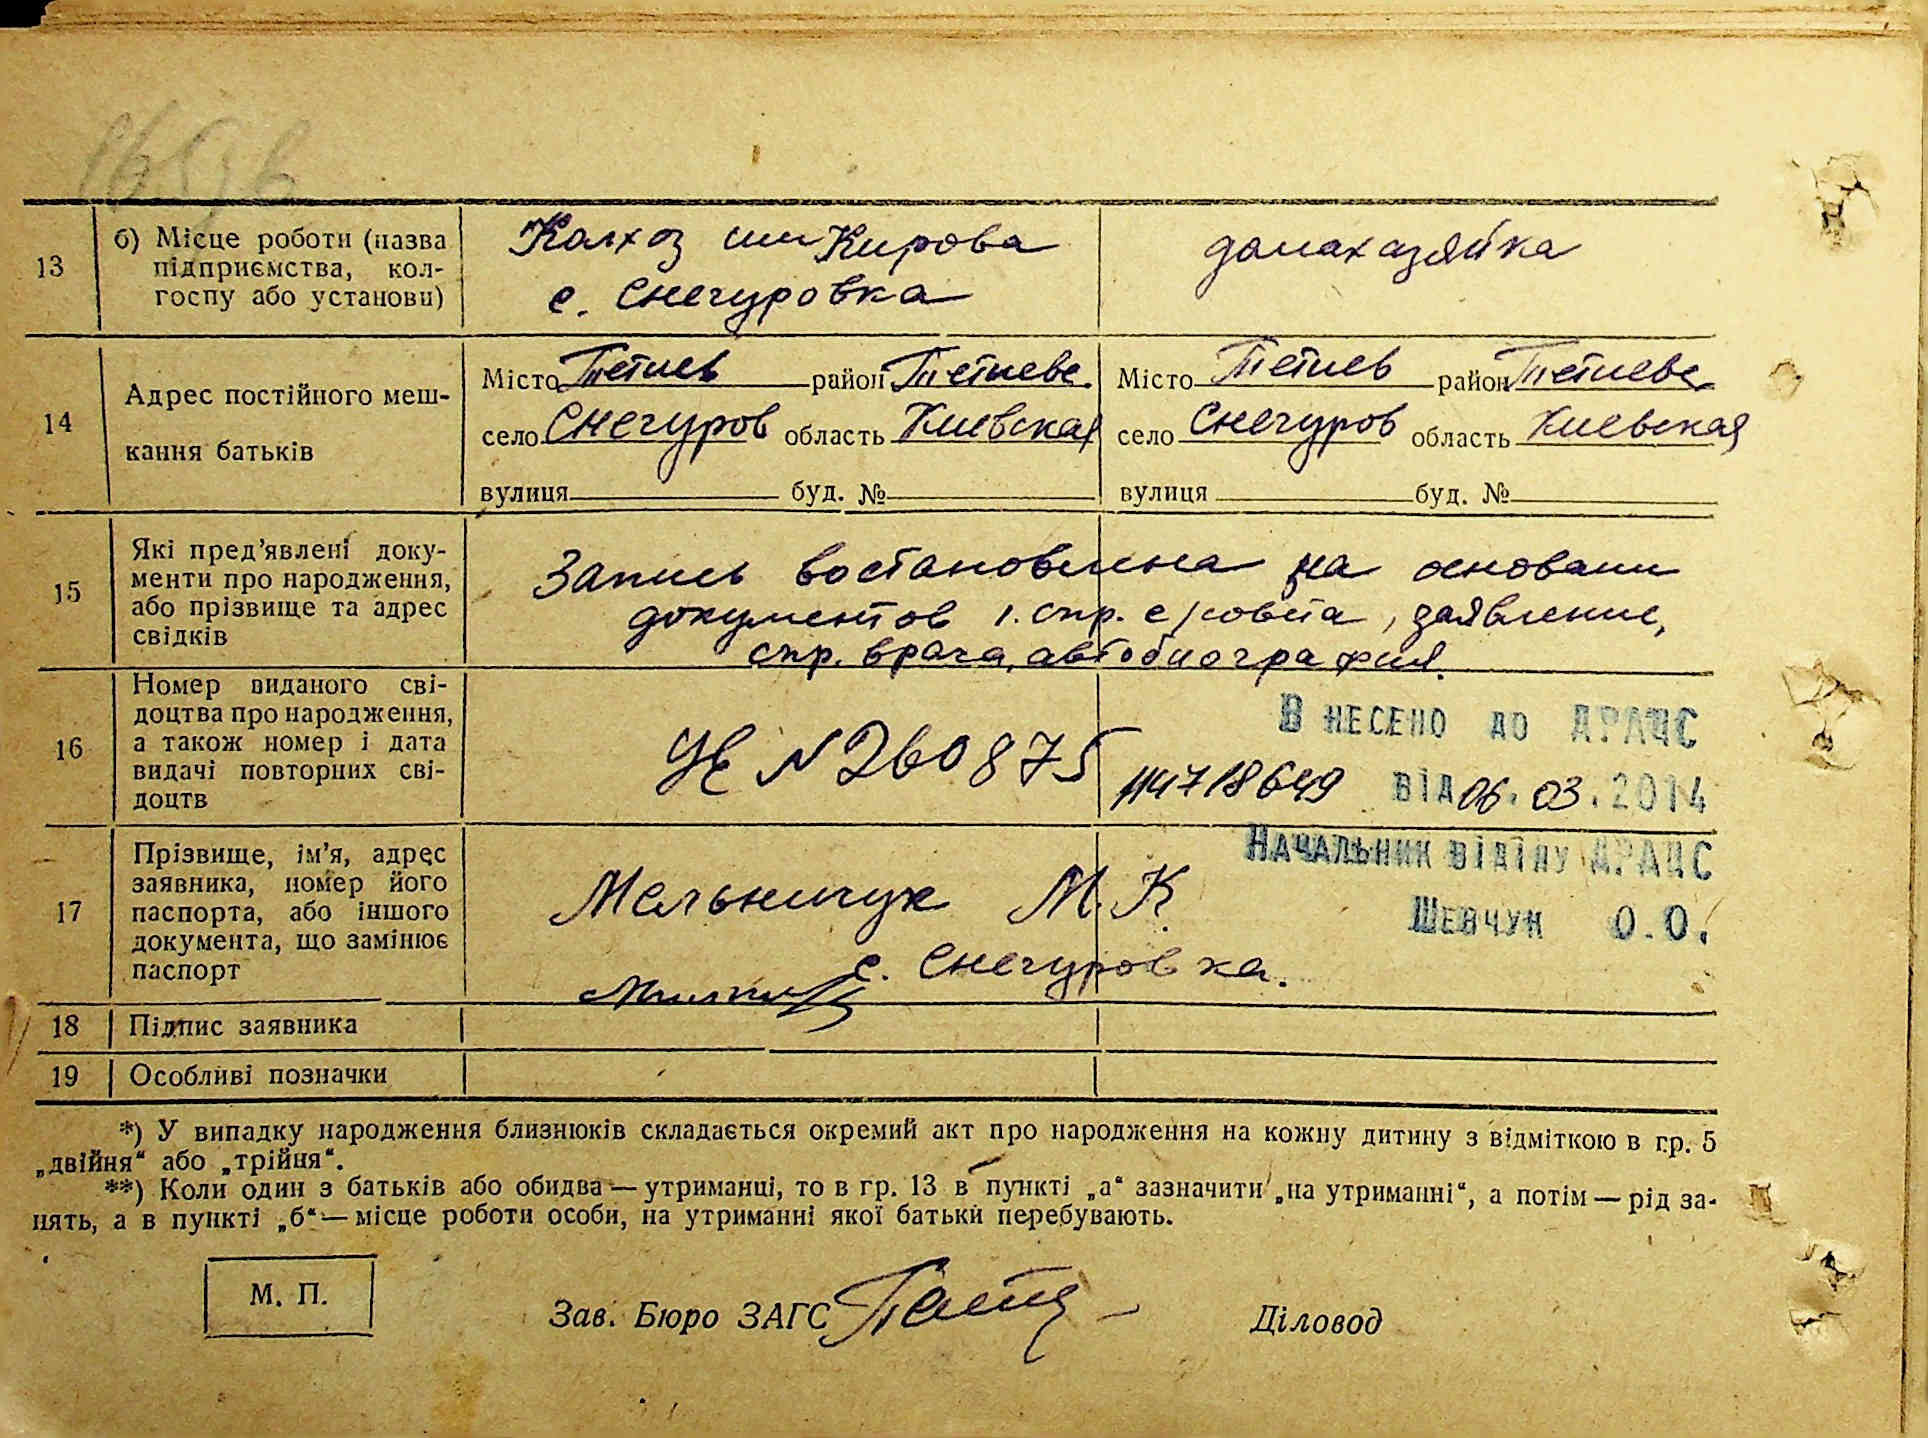 13
б) Місце роботи (назва
підприємства, кол-
госпу або установи)
Колхоз им Кирова
с. Снегуровка
домахазяйка
14
Адрес постійного меш-
кання батьків
Місто Тетиев район Тетиевс
село Снегуров область Киевская
вулиця буд. №
Місто Тетиев район Тетиевс
село Снегуров область Киевская
вулиця буд. №
15
Які пред’явлені доку-
менти про народження,
або прізвище та адрес
свідків
Запись востановлена на основани
документов 1. спр. с/совета, заявление,
спр. врача, автобиография.
16
Номер виданого сві-
доцтва про народження,
а також номер і дата
видачі повторних сві-
доцтв
№ 260875
Внесено до ДРАЦС
718649 від 06.03.2014
Начальник відділу ДРАЦС
Шевчук О.О.
17
Прізвище, ім’я, адрес
заявника, номер його
паспорта, або іншого
документа, що замінює
паспорт
Мельничук М. К
с. Снегуровка.
18
Підпис заявника
19
Особливі позначки
*) У випадку народження близнюків складається окремий акт про народження на кожну дитину з відміткою в гр. 5
„двійня“ або „трійня“.
**) Коли один з батьків або обидва — утриманці, то в гр. 13 в пункті „а“ зазначити „на утриманні“, а потім — рід за-
нять, а в пункті „б“ — місце роботи особи, на утриманні якої батьки перебувають.
М. П.
Зав. Бюро ЗАГС
Діловод